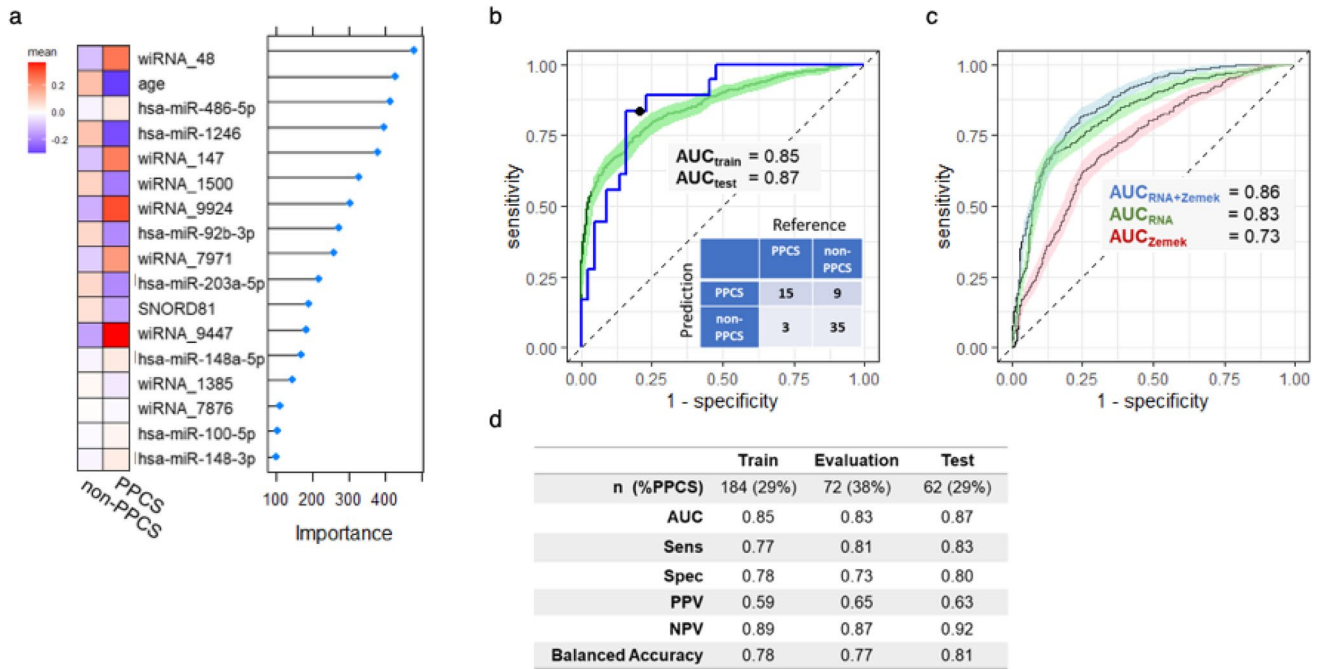 a
mean
0.2
0.0
-0.2
wiRNA_48
age
hsa-miR-486-5p
hsa-miR-1246
wiRNA_147
wiRNA_1500
wiRNA_9924
hsa-miR-92b-3p
wiRNA_7971
hsa-miR-203a-5p
SNORD81
wiRNA_9447
hsa-miR-148a-5p
wiRNA_1385
wiRNA_7876
hsa-miR-100-5p
hsa-miR-148-3p
PPCS
non-PPCS
100 200 300 400
Importance
b
1.00
0.75
0.50
0.25
0.00
sensitivity
AUCtrain = 0.85
AUCtest = 0.87
Reference
Prediction
PPCS non-PPCS
PPCS 15 9
non-PPCS 3 35
0.00 0.25 0.50 0.75 1.00
1 - specificity
c
1.00
0.75
0.50
0.25
0.00
sensitivity
AUCRNA+Zemek = 0.86
AUCRNA = 0.83
AUCZemek = 0.73
0.00 0.25 0.50 0.75 1.00
1 - specificity
d
Train Evaluation Test
n (%PPCS) 184 (29%) 72 (38%) 62 (29%)
AUC 0.85 0.83 0.87
Sens 0.77 0.81 0.83
Spec 0.78 0.73 0.80
PPV 0.59 0.65 0.63
NPV 0.89 0.87 0.92
Balanced Accuracy 0.78 0.77 0.81